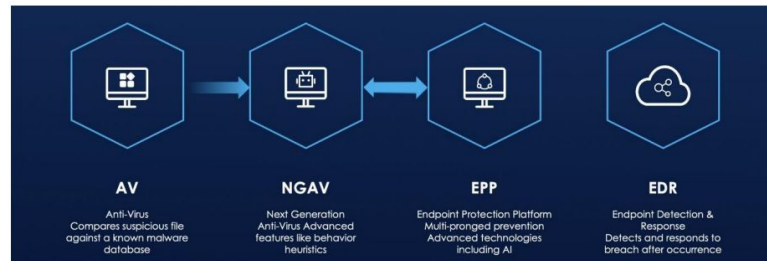 AV
Anti-Virus
Compares suspicious file
against a known malware
database
NGAV
Next Generation
Anti-Virus Advanced
features like behavior
heuristics
EPP
Endpoint Protection Platform
Multi-pronged prevention
Advanced technologies
including AI
EDR
Endpoint Detection &
Response
Detects and responds to
breach after occurrence